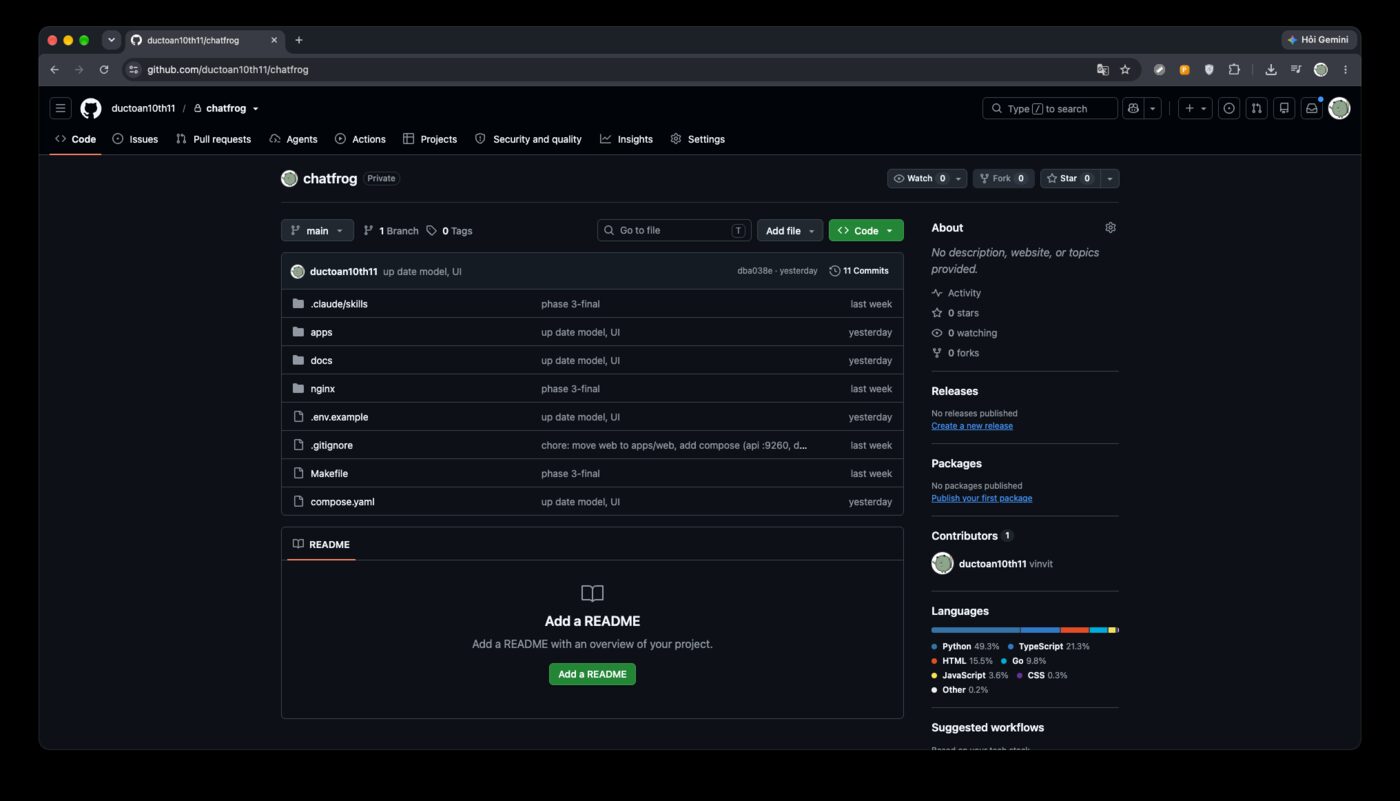 ductoan10th11/chatfrog
Hỏi Gemini
github.com/ductoan10th11/chatfrog
ductoan10th11 / chatfrog
Type / to search
Code Issues Pull requests Agents Actions Projects Security and quality Insights Settings
chatfrog Private
Watch 0 Fork 0 Star 0
main 1 Branch 0 Tags Go to file T Add file Code
ductoan10th11 up date model, UI dba038e · yesterday 11 Commits
.claude/skills phase 3-final last week
apps up date model, UI yesterday
docs up date model, UI yesterday
nginx phase 3-final last week
.env.example up date model, UI yesterday
.gitignore chore: move web to apps/web, add compose (api :9260, d... last week
Makefile phase 3-final last week
compose.yaml up date model, UI yesterday
README
Add a README
Add a README with an overview of your project.
Add a README
About
No description, website, or topics
provided.
Activity
0 stars
0 watching
0 forks
Releases
No releases published
Create a new release
Packages
No packages published
Publish your first package
Contributors 1
ductoan10th11 vinvit
Languages
Python 49.3% TypeScript 21.3%
HTML 15.5% Go 9.8%
JavaScript 3.6% CSS 0.3%
Other 0.2%
Suggested workflows
Based on your tech stack